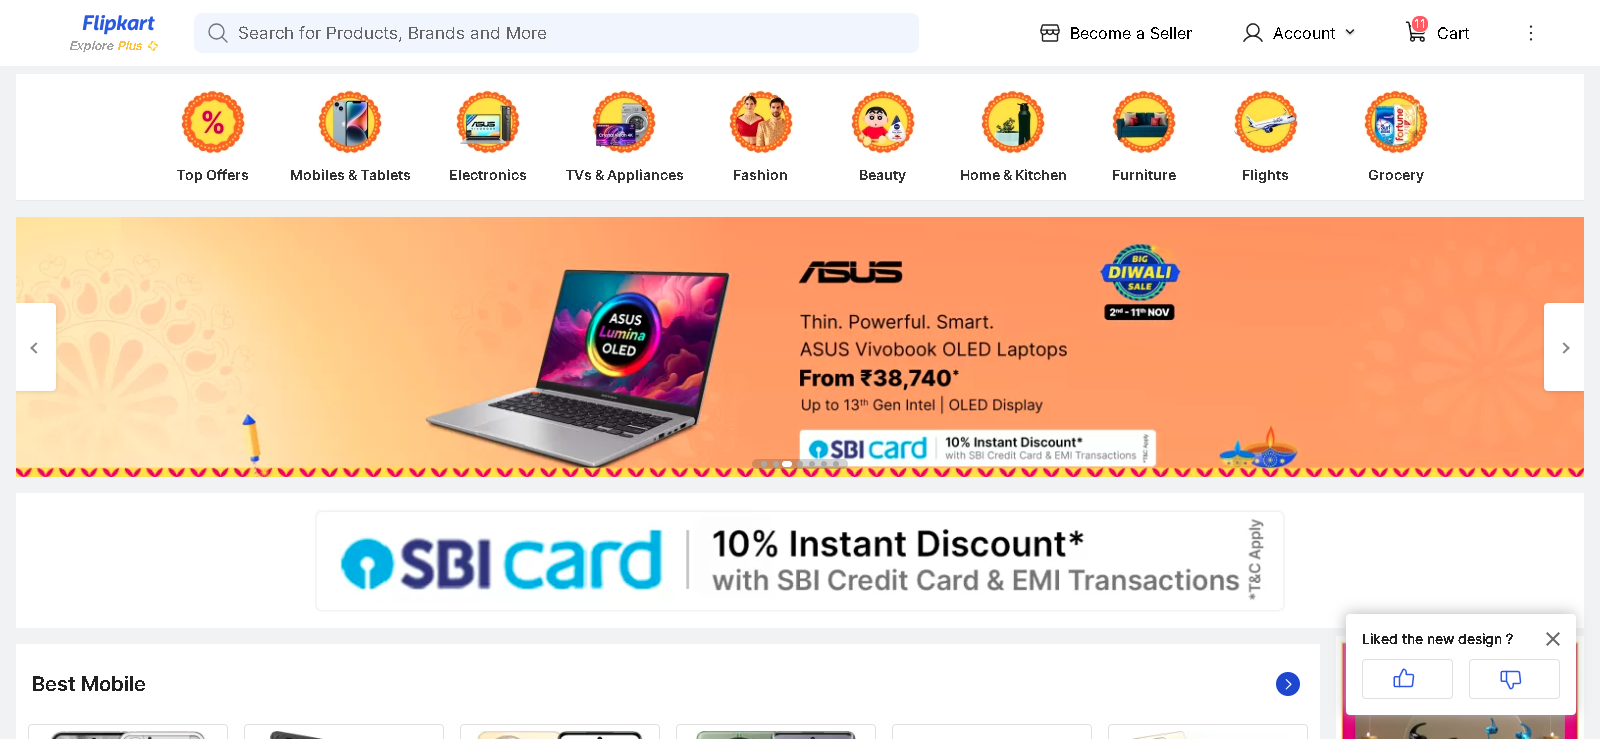 Flipkart
Explore Plus
Search for Products, Brands and More
Become a Seller
Account
11
Cart
%
Top Offers
Mobiles & Tablets
Electronics
TVs & Appliances
Fashion
Beauty
Home & Kitchen
Furniture
Flights
Grocery
ASUS
Lumina
OLED
ASUS
Thin. Powerful. Smart.
ASUS Vivobook OLED Laptops
From ₹38,740*
Up to 13th Gen Intel | OLED Display
SBI card
10% Instant Discount*
with SBI Credit Card & EMI Transactions
*T&C Apply
BIG
DIWALI
SALE
2nd - 11th NOV
SBI card
10% Instant Discount*
with SBI Credit Card & EMI Transactions
*T&C Apply
Liked the new design ?
Best Mobile